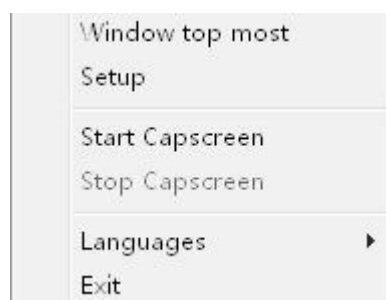 Window top most
Setup
Start Capscreen
Stop Capscreen
Languages
Exit